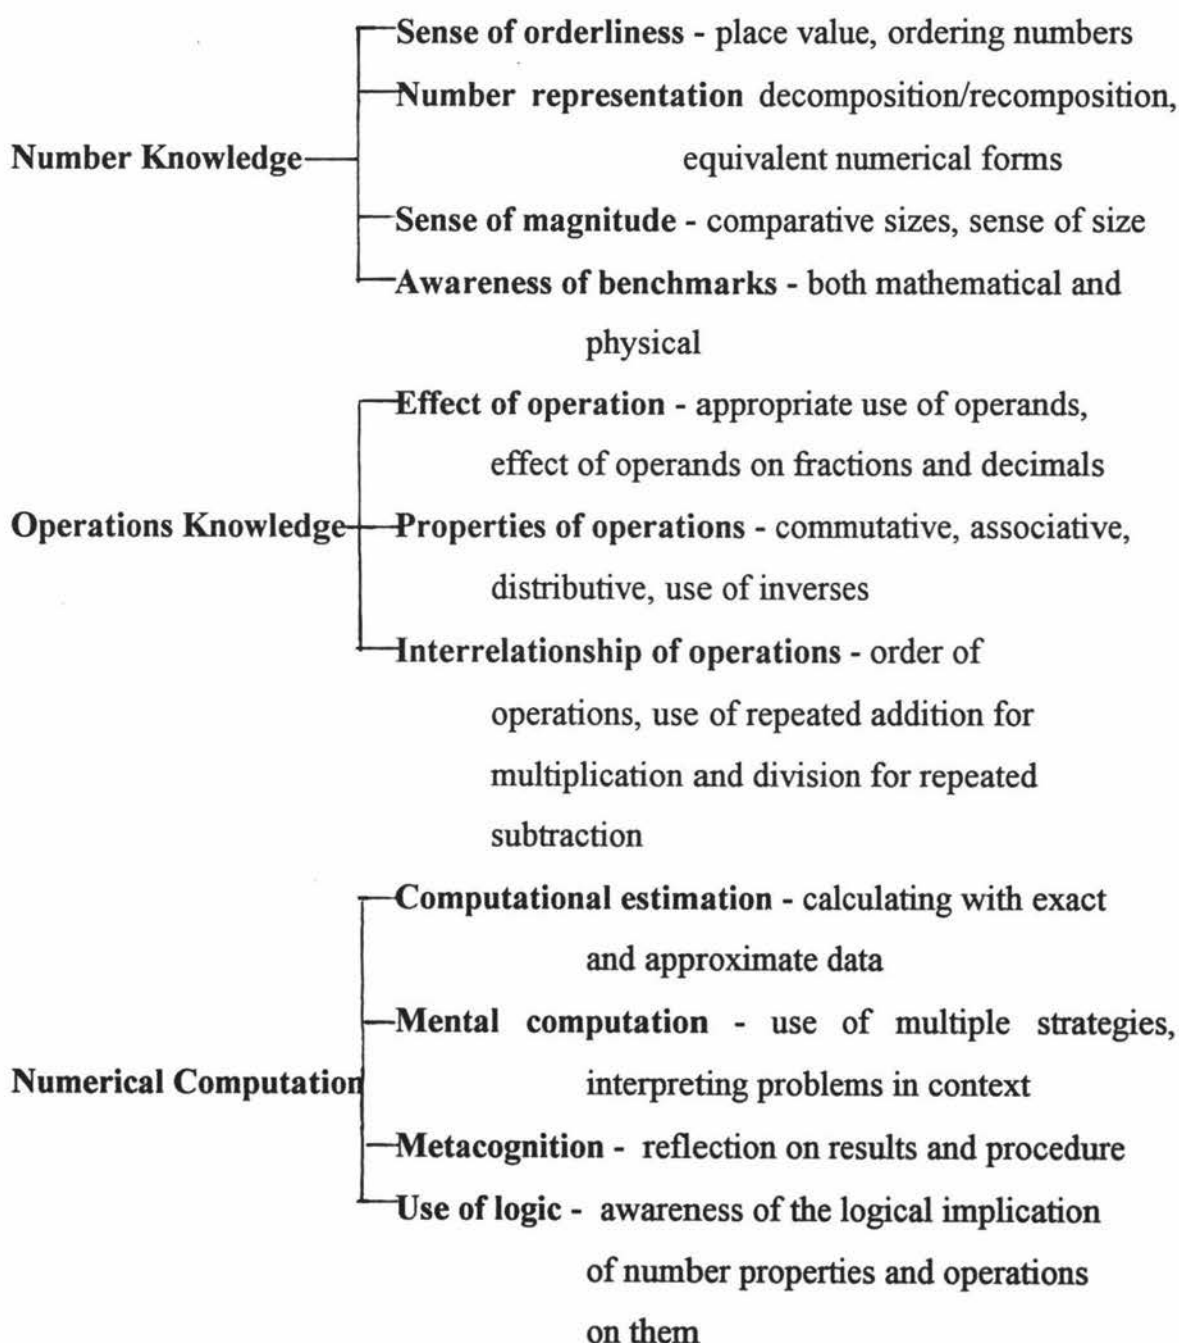 Sense of orderliness - place value, ordering numbers
Number representation decomposition/recomposition,
Number Knowledge
equivalent numerical forms
Sense of magnitude - comparative sizes, sense of size
Awareness of benchmarks - both mathematical and
physical
Effect of operation - appropriate use of operands,
effect of operands on fractions and decimals
Operations Knowledge
Properties of operations - commutative, associative,
distributive, use of inverses
Interrelationship of operations - order of
operations, use of repeated addition for
multiplication and division for repeated
subtraction
Computational estimation - calculating with exact
and approximate data
Mental computation - use of multiple strategies,
Numerical Computation
interpreting problems in context
Metacognition - reflection on results and procedure
Use of logic - awareness of the logical implication
of number properties and operations
on them